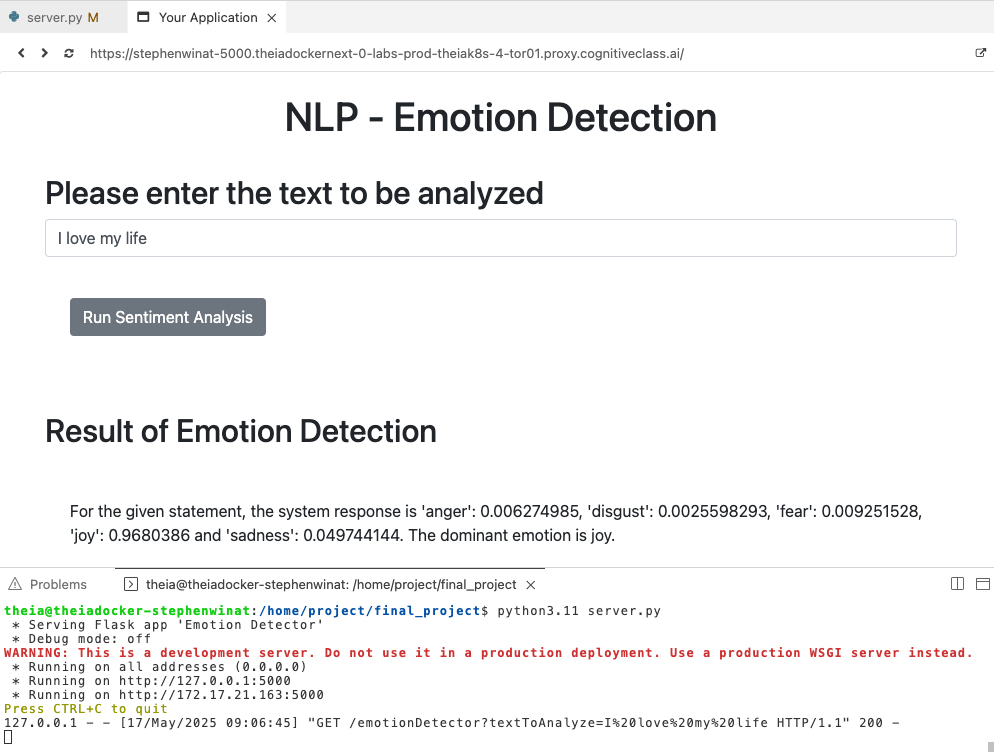 server.py M
Your Application
https://stephenwinat-5000.theiadockernext-0-labs-prod-theiak8s-4-tor01.proxy.cognitiveclass.ai/
NLP - Emotion Detection
Please enter the text to be analyzed
I love my life
Run Sentiment Analysis
Result of Emotion Detection
For the given statement, the system response is 'anger': 0.006274985, 'disgust': 0.0025598293, 'fear': 0.009251528,
'joy': 0.9680386 and 'sadness': 0.049744144. The dominant emotion is joy.
Problems
theia@theiadocker-stephenwinat: /home/project/final_project
theia@theiadocker-stephenwinat:/home/project/final_project$ python3.11 server.py
* Serving Flask app 'Emotion Detector'
* Debug mode: off
WARNING: This is a development server. Do not use it in a production deployment. Use a production WSGI server instead.
* Running on all addresses (0.0.0.0)
* Running on http://127.0.0.1:5000
* Running on http://172.17.21.163:5000
Press CTRL+C to quit
127.0.0.1 - - [17/May/2025 09:06:45] "GET /emotionDetector?textToAnalyze=I%20love%20my%20life HTTP/1.1" 200 -